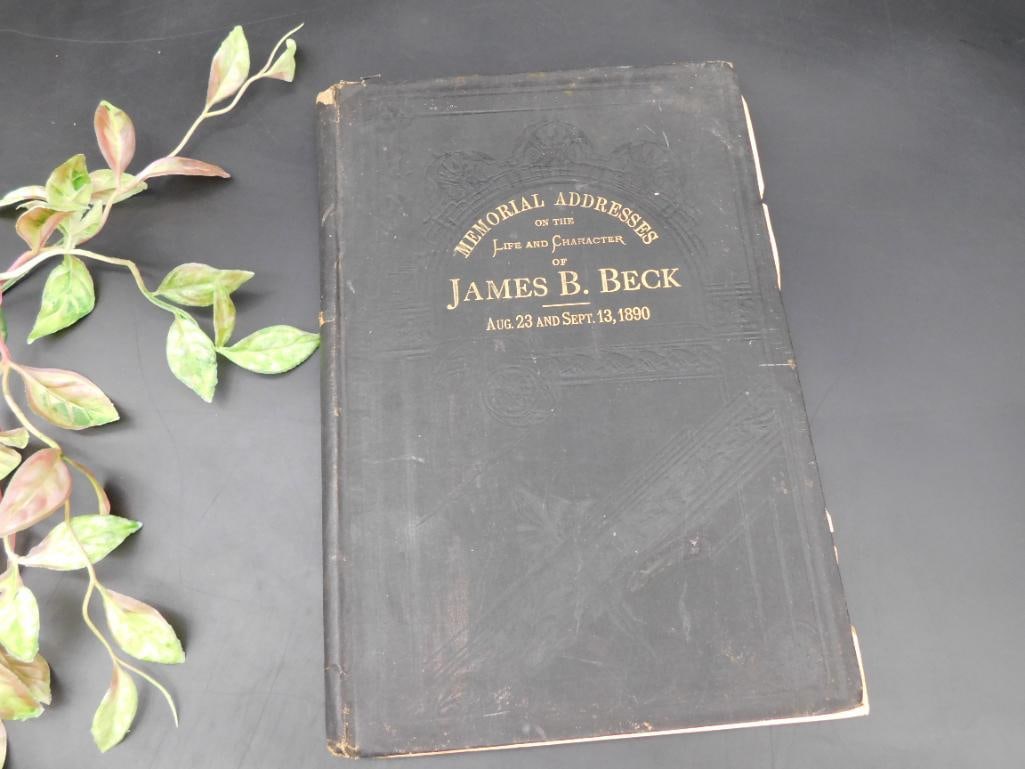 MEMORIAL ADDRESSES
ON THE
LIFE AND CHARACTER
OF
JAMES B. BECK
AUG. 23 AND SEPT. 13, 1890